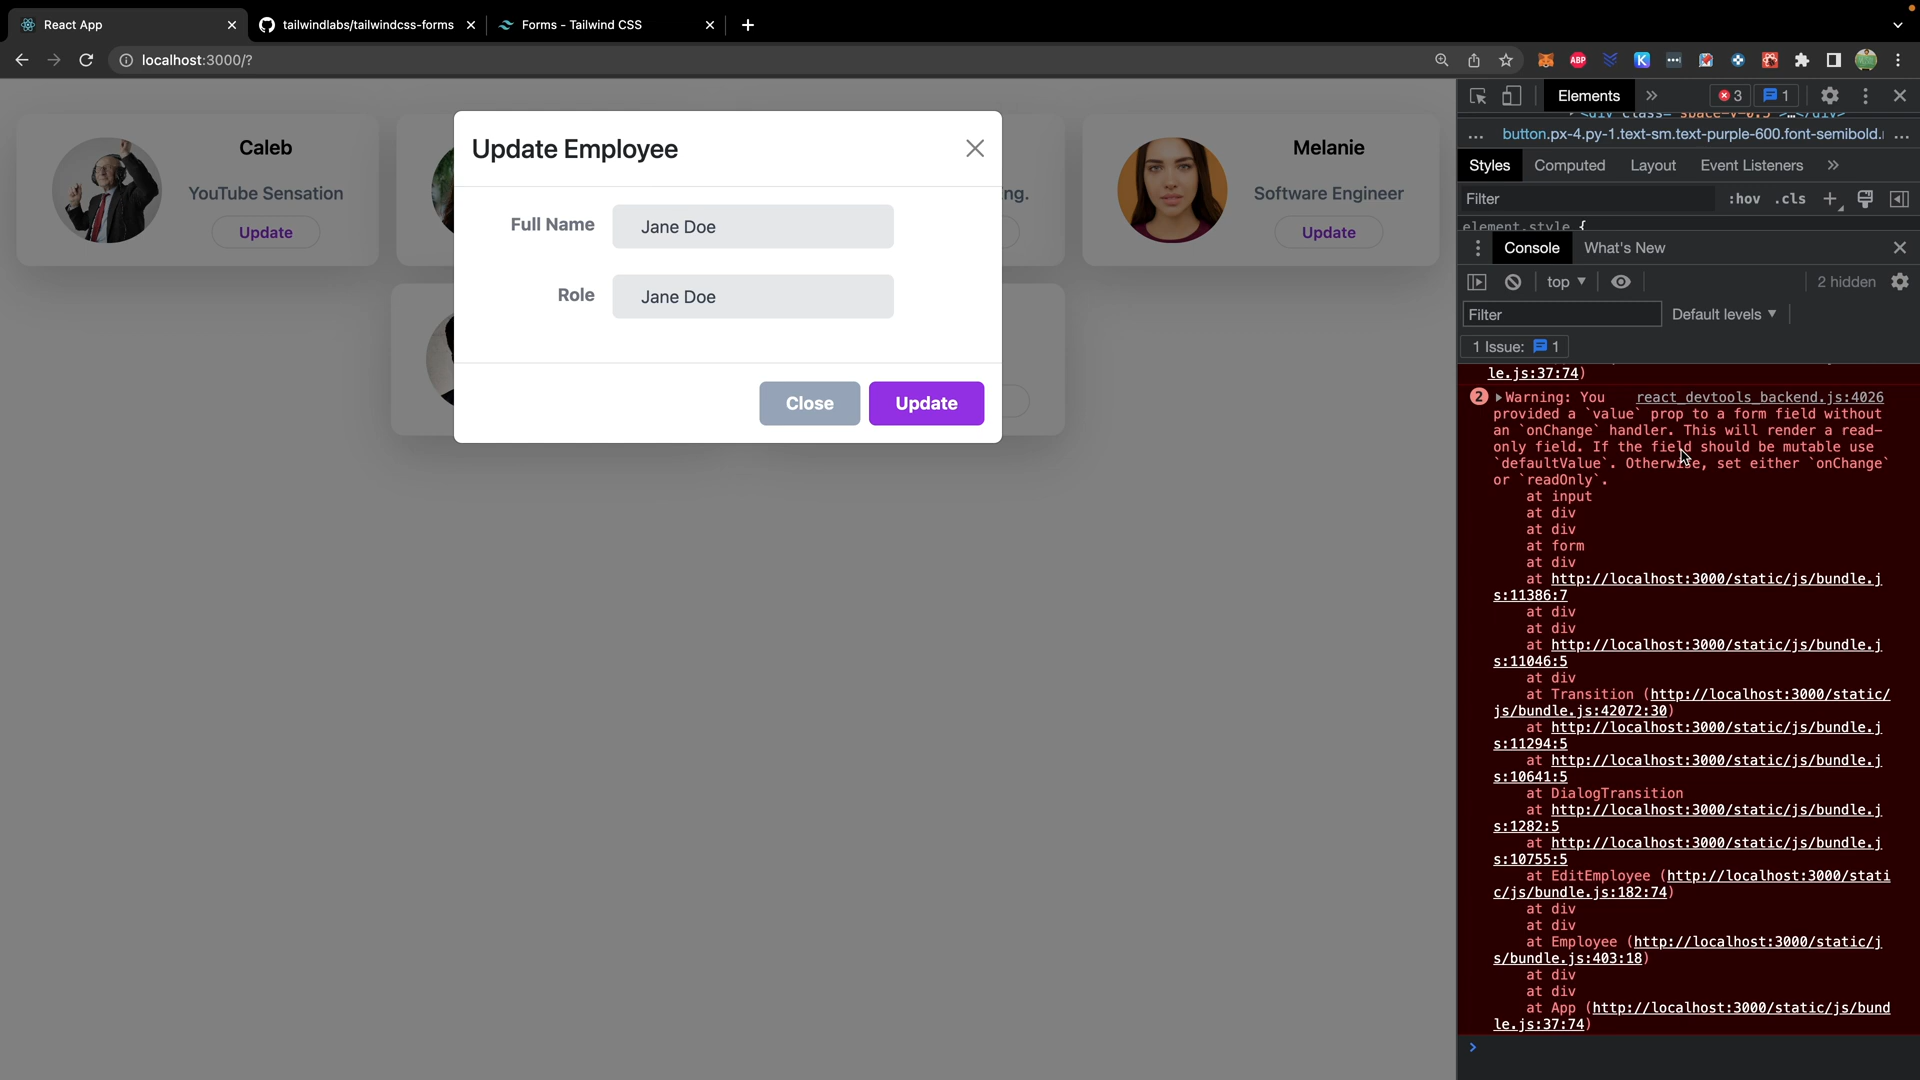 React App
tailwindlabs/tailwindcss-forms
Forms - Tailwind CSS
localhost:3000/?
ABP
K
Caleb
YouTube Sensation
Update
Update Employee
Full Name
Jane Doe
Role
Jane Doe
Close
Update
ng.
Melanie
Software Engineer
Update
Elements
3
1
<div class="space-y-0.5">…</div>
... button.px-4.py-1.text-sm.text-purple-600.font-semibold. ...
Styles
Computed
Layout
Event Listeners
Filter
:hov
.cls
element.style {
Console
What's New
top
2 hidden
Filter
Default levels
1 Issue:
1
le.js:37:74)
2
Warning: You react_devtools_backend.js:4026
provided a `value` prop to a form field without
an `onChange` handler. This will render a read-
only field. If the field should be mutable use
`defaultValue`. Otherwise, set either `onChange`
or `readOnly`.
at input
at div
at div
at form
at div
at http://localhost:3000/static/js/bundle.j
s:11386:7
at div
at div
at http://localhost:3000/static/js/bundle.j
s:11046:5
at div
at Transition (http://localhost:3000/static/
js/bundle.js:42072:30)
at http://localhost:3000/static/js/bundle.j
s:11294:5
at http://localhost:3000/static/js/bundle.j
s:10641:5
at DialogTransition
at http://localhost:3000/static/js/bundle.j
s:1282:5
at http://localhost:3000/static/js/bundle.j
s:10755:5
at EditEmployee (http://localhost:3000/stati
c/js/bundle.js:182:74)
at div
at div
at Employee (http://localhost:3000/static/j
s/bundle.js:403:18)
at div
at div
at App (http://localhost:3000/static/js/bund
le.js:37:74)